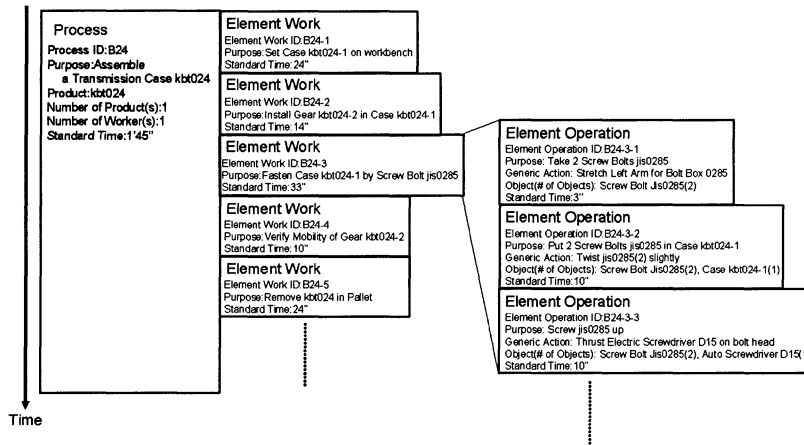 Process
Process ID:B24
Purpose:Assemble
a Transmission Case kbt024
Product:kbt024
Number of Product(s):1
Number of Worker(s):1
Standard Time:1'45"
Element Work
Element Work ID:B24-1
Purpose:Set Case kbt024-1 on workbench
Standard Time:24"
Element Work
Element Work ID:B24-2
Purpose:Install Gear kbt024-2 in Case kbt024-1
Standard Time:14"
Element Work
Element Work ID:B24-3
Purpose:Fasten Case kbt024-1 by Screw Bolt jis0285
Standard Time:33"
Element Work
Element Work ID:B24-4
Purpose:Verify Mobility of Gear kbt024-2
Standard Time:10"
Element Work
Element Work ID:B24-5
Purpose:Remove kbt024 in Pallet
Standard Time:24"
Element Operation
Element Operation ID:B24-3-1
Purpose: Take 2 Screw Bolts jis0285
Generic Action: Stretch Left Arm for Bolt Box 0285
Object(# of Objects): Screw Bolt Jis0285(2)
Standard Time:3"
Element Operation
Element Operation ID:B24-3-2
Purpose: Put 2 Screw Bolts jis0285 in Case kbt024-1
Generic Action: Twist jis0285(2) slightly
Object(# of Objects): Screw Bolt Jis0285(2), Case kbt024-1(1)
Standard Time:10"
Element Operation
Element Operation ID:B24-3-3
Purpose: Screw jis0285 up
Generic Action: Thrust Electric Screwdriver D15 on bolt head
Object(# of Objects): Screw Bolt Jis0285(2), Auto Screwdriver D15(1
Standard Time:10"
Time